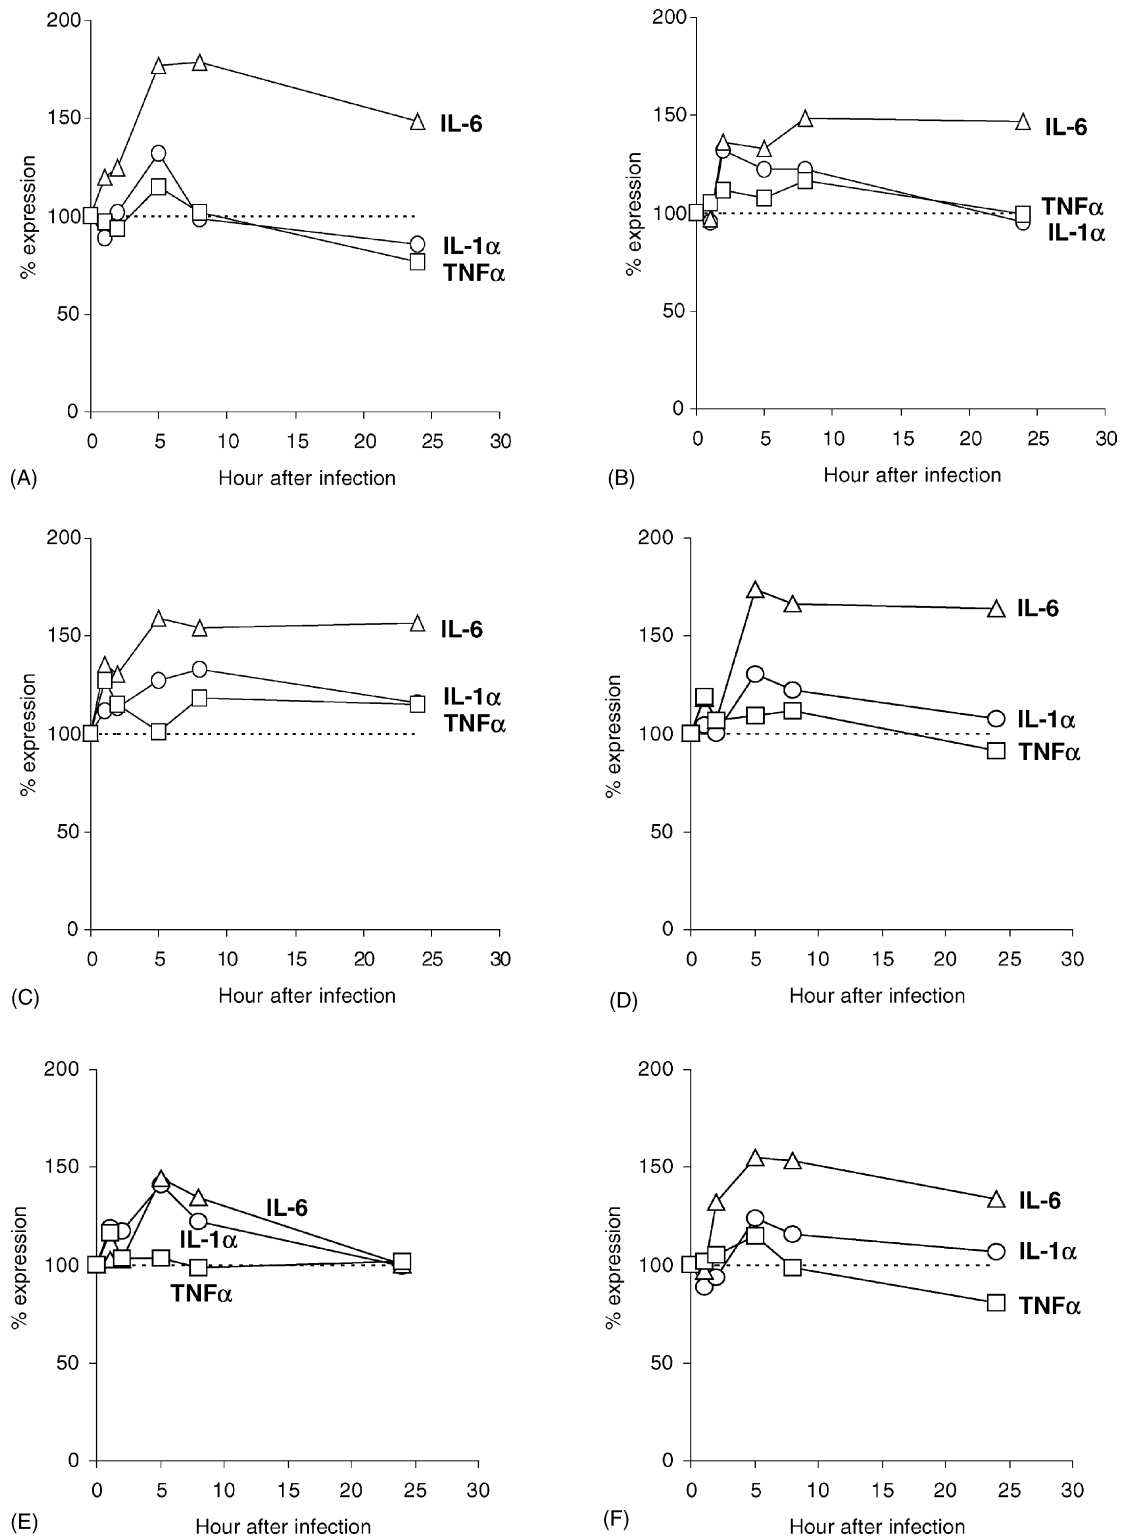 200
150
100
50
0
% expression
IL-6
IL-1α
TNFα
0 5 10 15 20 25 30
Hour after infection
(A)
200
150
100
50
0
% expression
IL-6
TNFα
IL-1α
0 5 10 15 20 25 30
Hour after infection
(B)
200
150
100
50
0
% expression
IL-6
IL-1α
TNFα
0 5 10 15 20 25 30
Hour after infection
(C)
200
150
100
50
0
% expression
IL-6
IL-1α
TNFα
0 5 10 15 20 25 30
Hour after infection
(D)
200
150
100
50
0
% expression
IL-6
IL-1α
TNFα
0 5 10 15 20 25 30
Hour after infection
(E)
200
150
100
50
0
% expression
IL-6
IL-1α
TNFα
0 5 10 15 20 25 30
Hour after infection
(F)